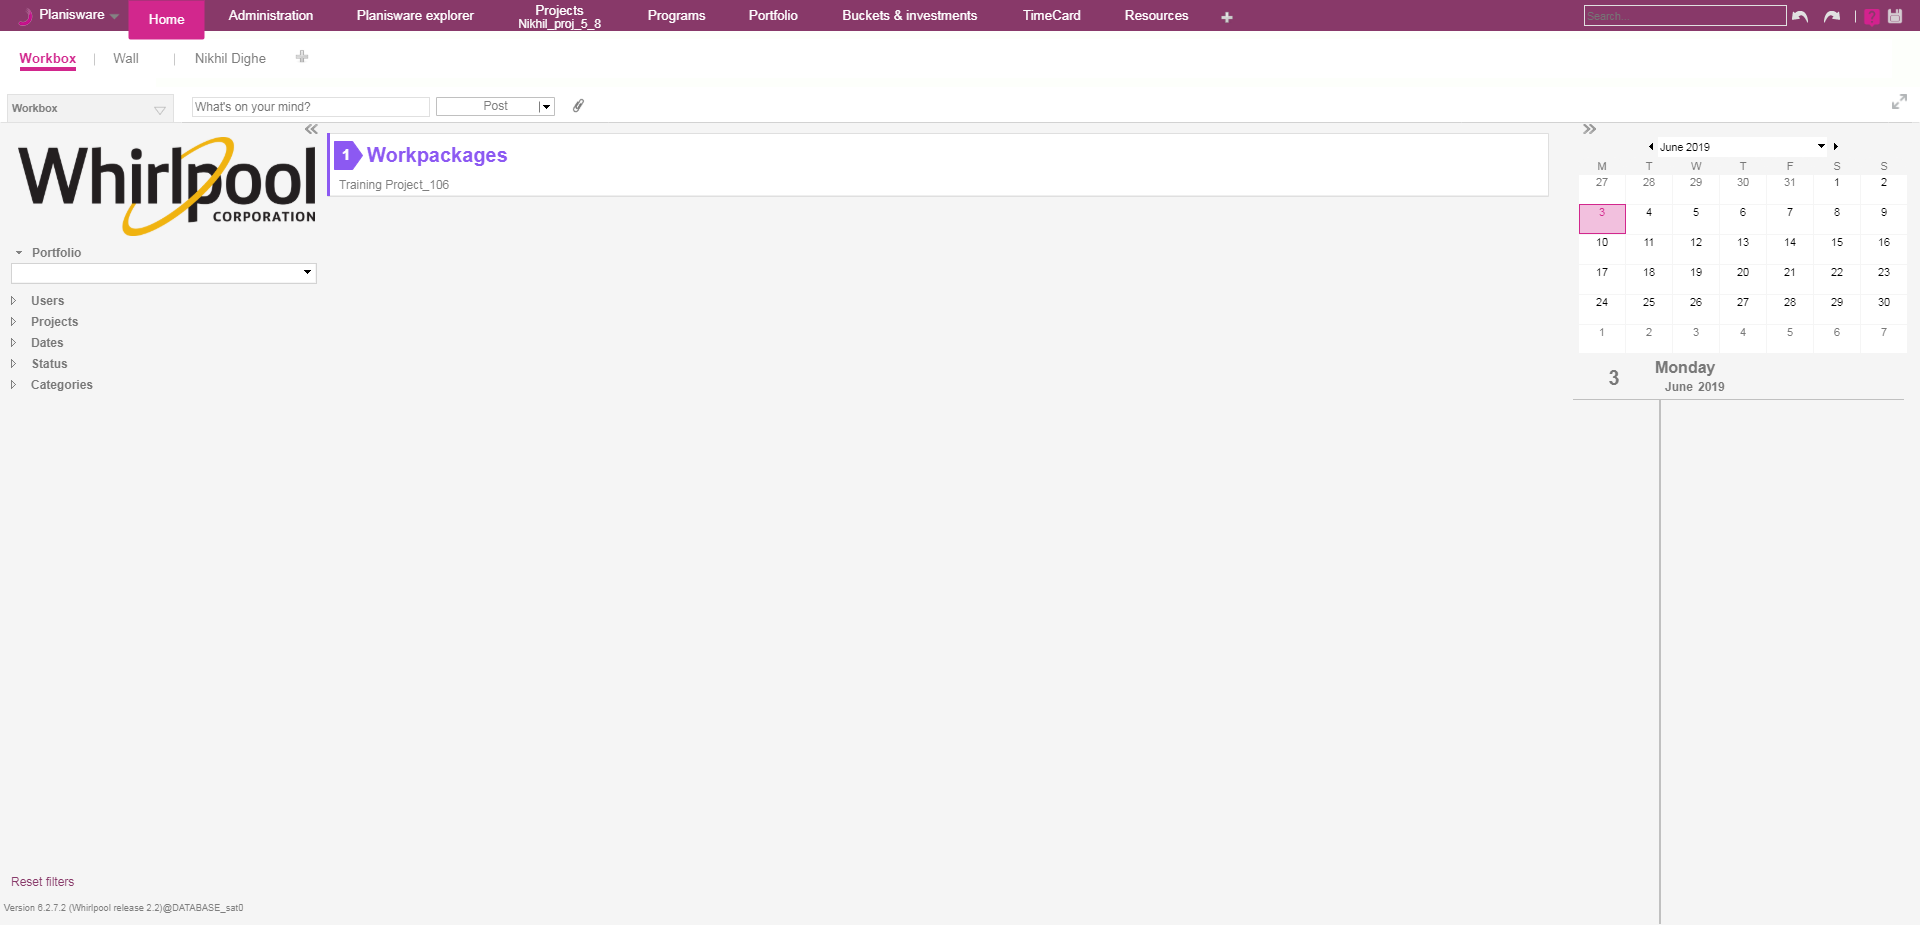 Planisware
Home
Administration
Planisware explorer
Projects
Nikhil_proj_5_8
Programs
Portfolio
Buckets & investments
TimeCard
Resources
Search...
?
Workbox
Wall
Nikhil Dighe
Workbox
What's on your mind?
Post
Whirlpool
CORPORATION
Portfolio
Users
Projects
Dates
Status
Categories
1 Workpackages
Training Project_106
June 2019
M T W T F S S
27 28 29 30 31 1 2
3 4 5 6 7 8 9
10 11 12 13 14 15 16
17 18 19 20 21 22 23
24 25 26 27 28 29 30
1 2 3 4 5 6 7
3
Monday
June 2019
Reset filters
Version 6.2.7.2 (Whirlpool release 2.2)@DATABASE_sat0